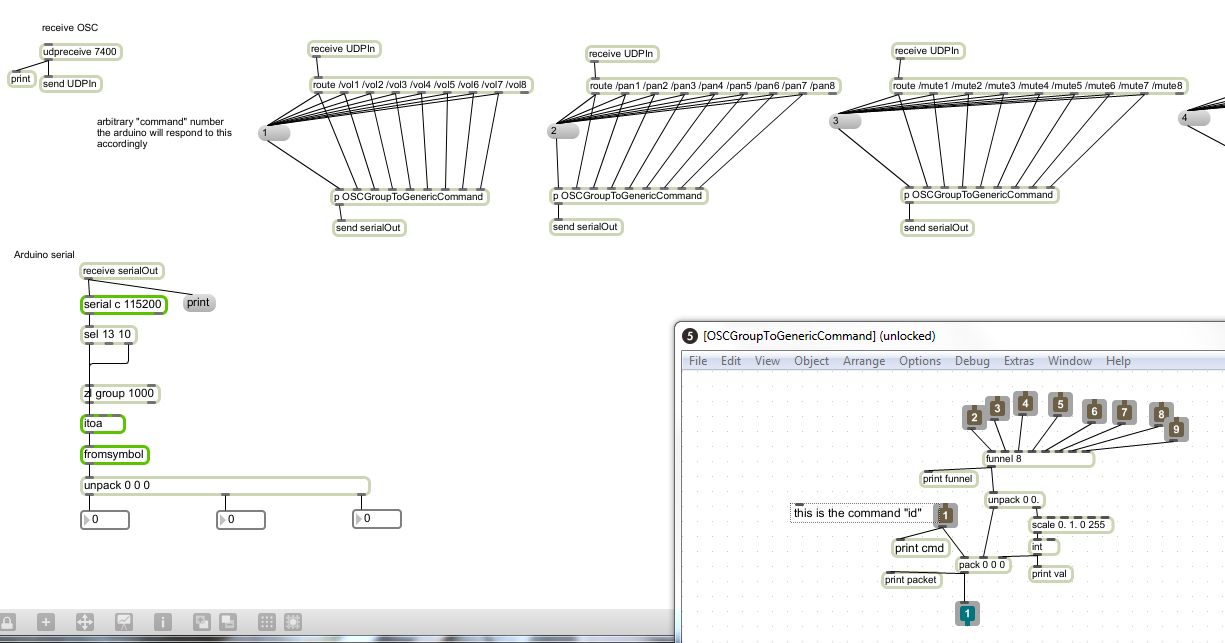 receive OSC
udpreceive 7400
print
send UDPIn
arbitrary "command" number
the arduino will respond to this
accordingly
receive UDPIn
route /vol1 /vol2 /vol3 /vol4 /vol5 /vol6 /vol7 /vol8
1
p OSCGroupToGenericCommand
send serialOut
receive UDPIn
route /pan1 /pan2 /pan3 /pan4 /pan5 /pan6 /pan7 /pan8
2
p OSCGroupToGenericCommand
send serialOut
receive UDPIn
route /mute1 /mute2 /mute3 /mute4 /mute5 /mute6 /mute7 /mute8
3
p OSCGroupToGenericCommand
send serialOut
4
Arduino serial
receive serialOut
serial c 115200
print
sel 13 10
zl group 1000
itoa
fromsymbol
unpack 0 0 0
0
0
0
5 [OSCGroupToGenericCommand] (unlocked)
File Edit View Object Arrange Options Debug Extras Window Help
2 3 4 5 6 7 8 9
funnel 8
print funnel
unpack 0 0.
this is the command "id" 1
scale 0. 1. 0 255
print cmd
int
pack 0 0 0
print val
print packet
1